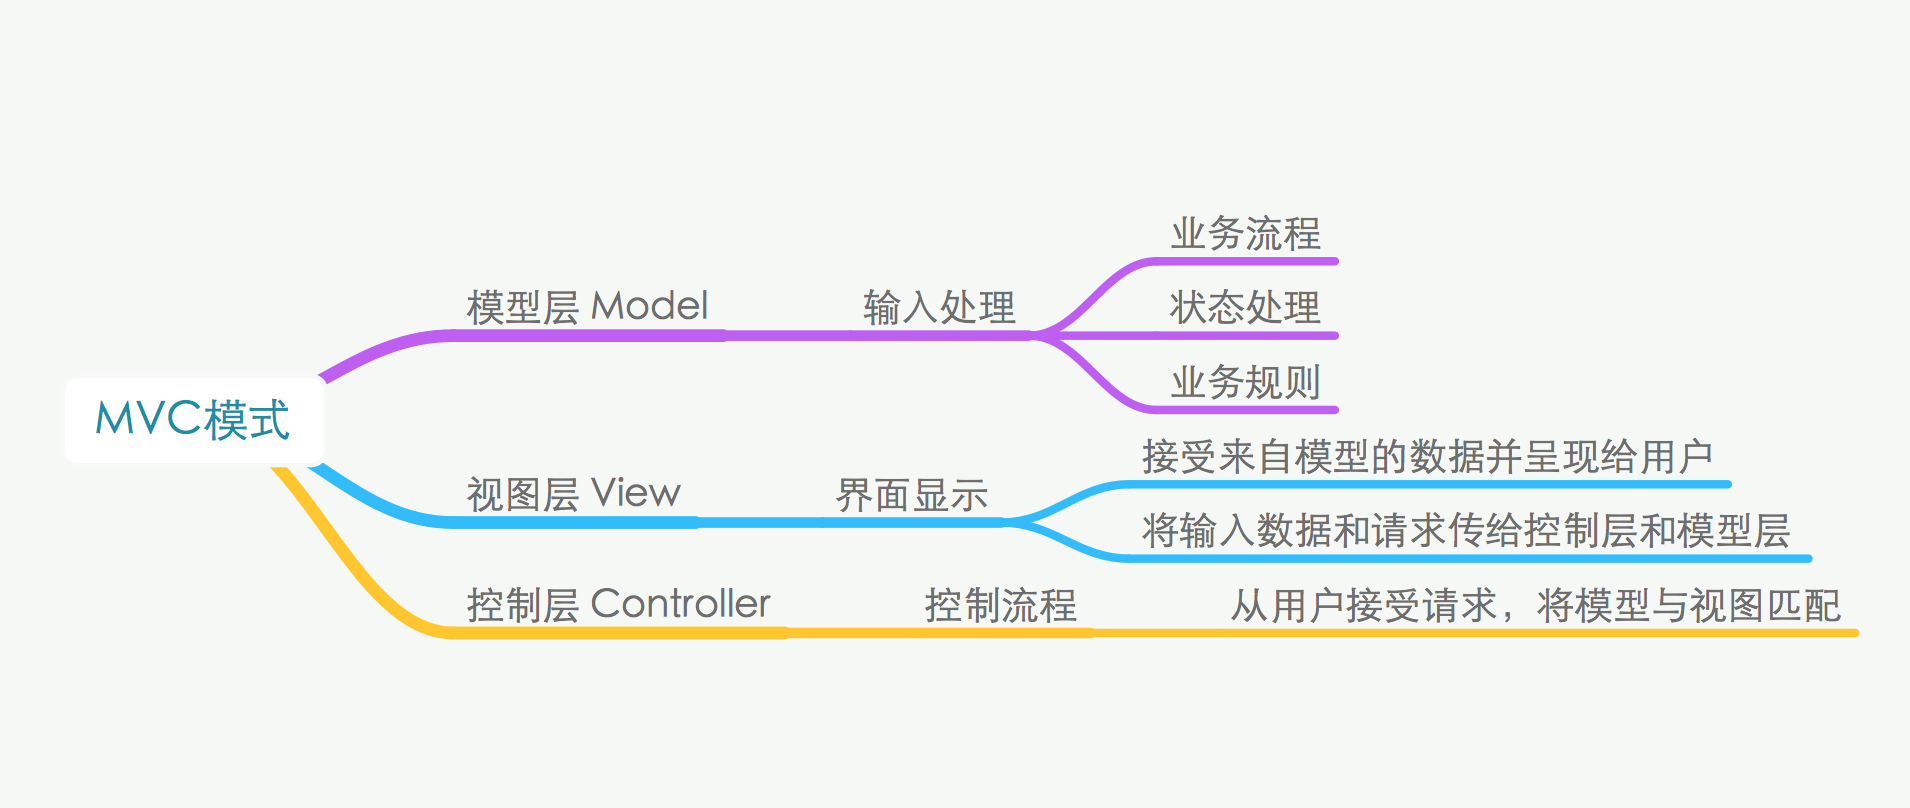 MVC模式
模型层 Model
输入处理
业务流程
状态处理
业务规则
视图层 View
界面显示
接受来自模型的数据并呈现给用户
将输入数据和请求传给控制层和模型层
控制层 Controller
控制流程
从用户接受请求，将模型与视图匹配